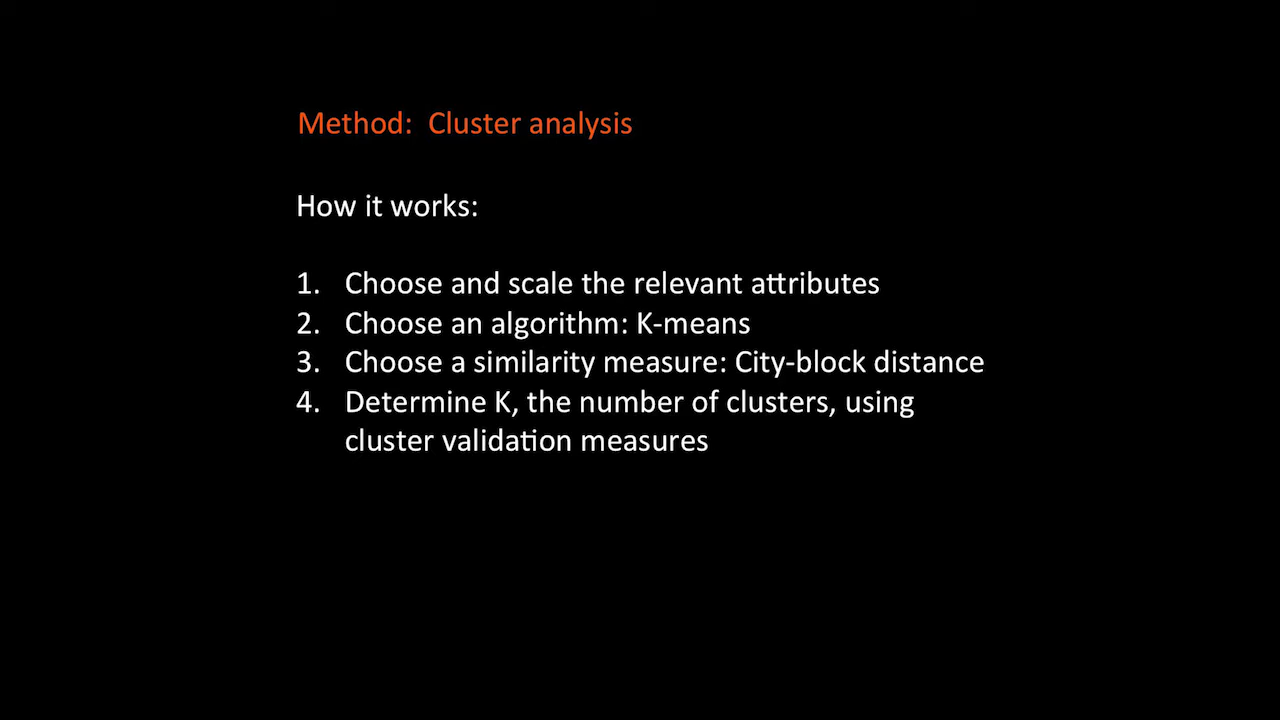 Method:  Cluster analysis
How it works:
1. Choose and scale the relevant attributes
2. Choose an algorithm: K-means
3. Choose a similarity measure: City-block distance
4. Determine K, the number of clusters, using
cluster validation measures